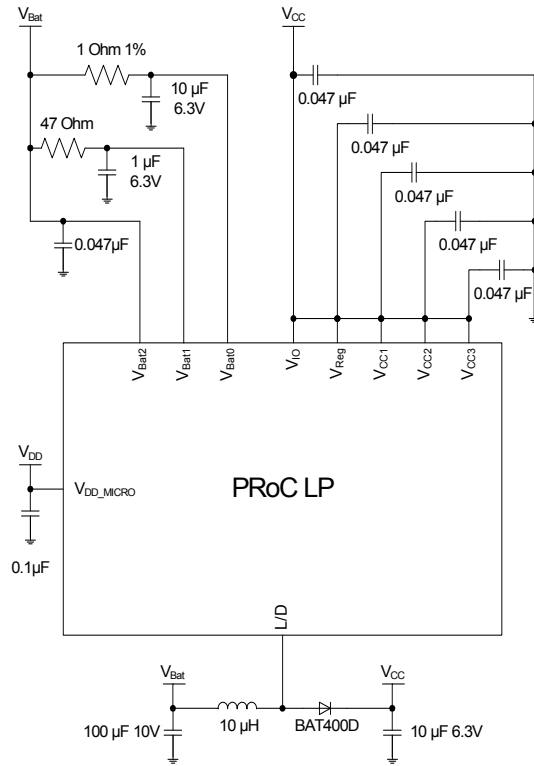 VBat
VCC
1 Ohm 1%
10 µF
6.3V
0.047 µF
47 Ohm
0.047 µF
1 µF
6.3V
0.047 µF
0.047 µF
0.047µF
0.047 µF
VBat2
VBat1
VBat0
VIO
VReg
VCC1
VCC2
VCC3
VDD
VDD_MICRO
PRoC LP
0.1µF
L/D
VBat
VCC
100 µF 10V
10 µH
BAT400D
10 µF 6.3V